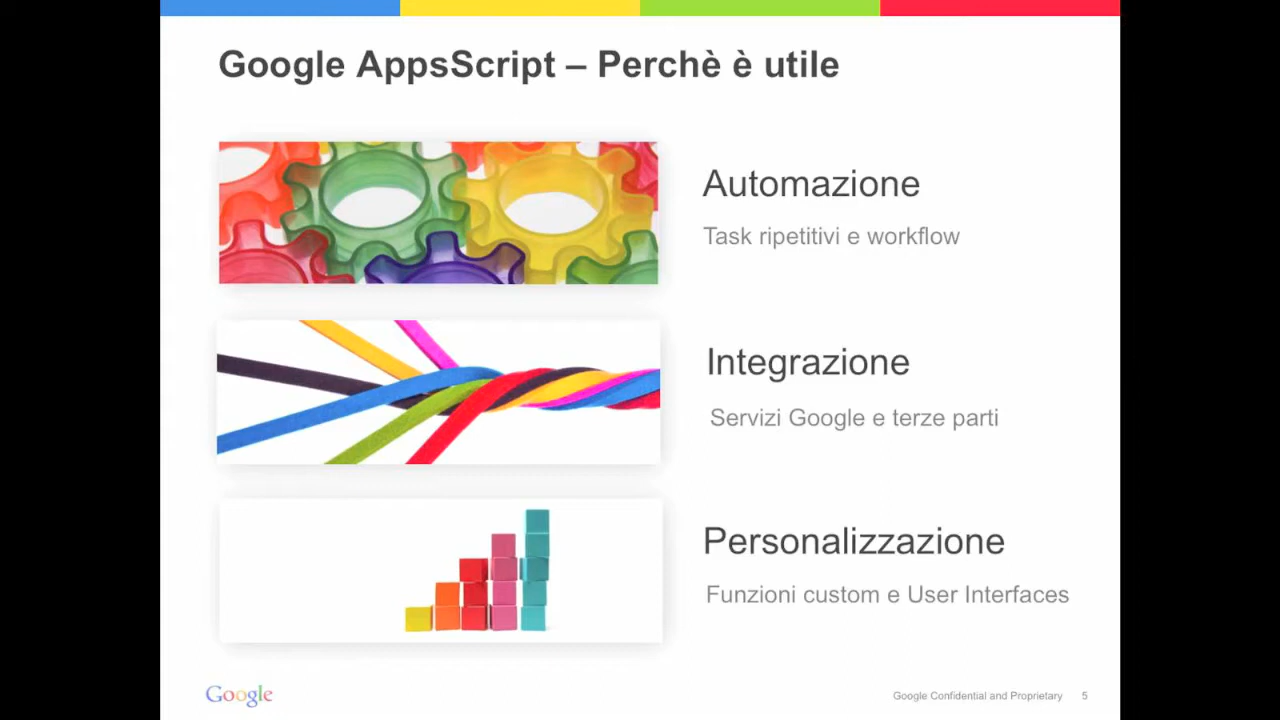 Google AppsScript – Perchè è utile
Automazione
Task ripetitivi e workflow
Integrazione
Servizi Google e terze parti
Personalizzazione
Funzioni custom e User Interfaces
Google
Google Confidential and Proprietary 5